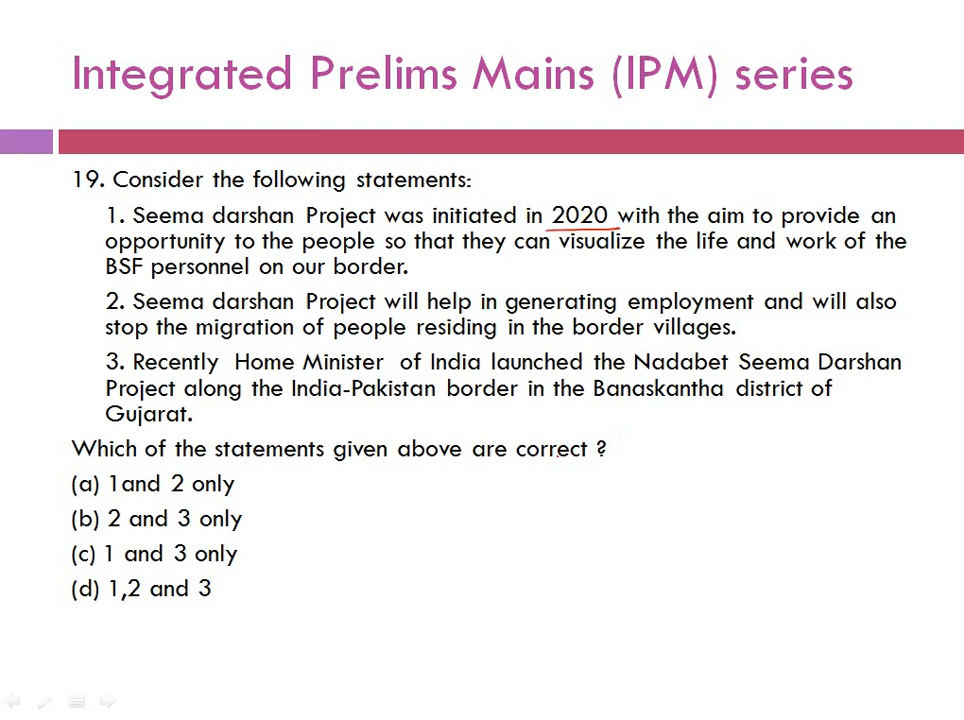 Integrated Prelims Mains (IPM) series
19. Consider the following statements:
1. Seema darshan Project was initiated in 2020 with the aim to provide an
opportunity to the people so that they can visualize the life and work of the
BSF personnel on our border.
2. Seema darshan Project will help in generating employment and will also
stop the migration of people residing in the border villages.
3. Recently Home Minister of India launched the Nadabet Seema Darshan
Project along the India-Pakistan border in the Banaskantha district of
Gujarat.
Which of the statements given above are correct ?
(a) 1and 2 only
(b) 2 and 3 only
(c) 1 and 3 only
(d) 1,2 and 3